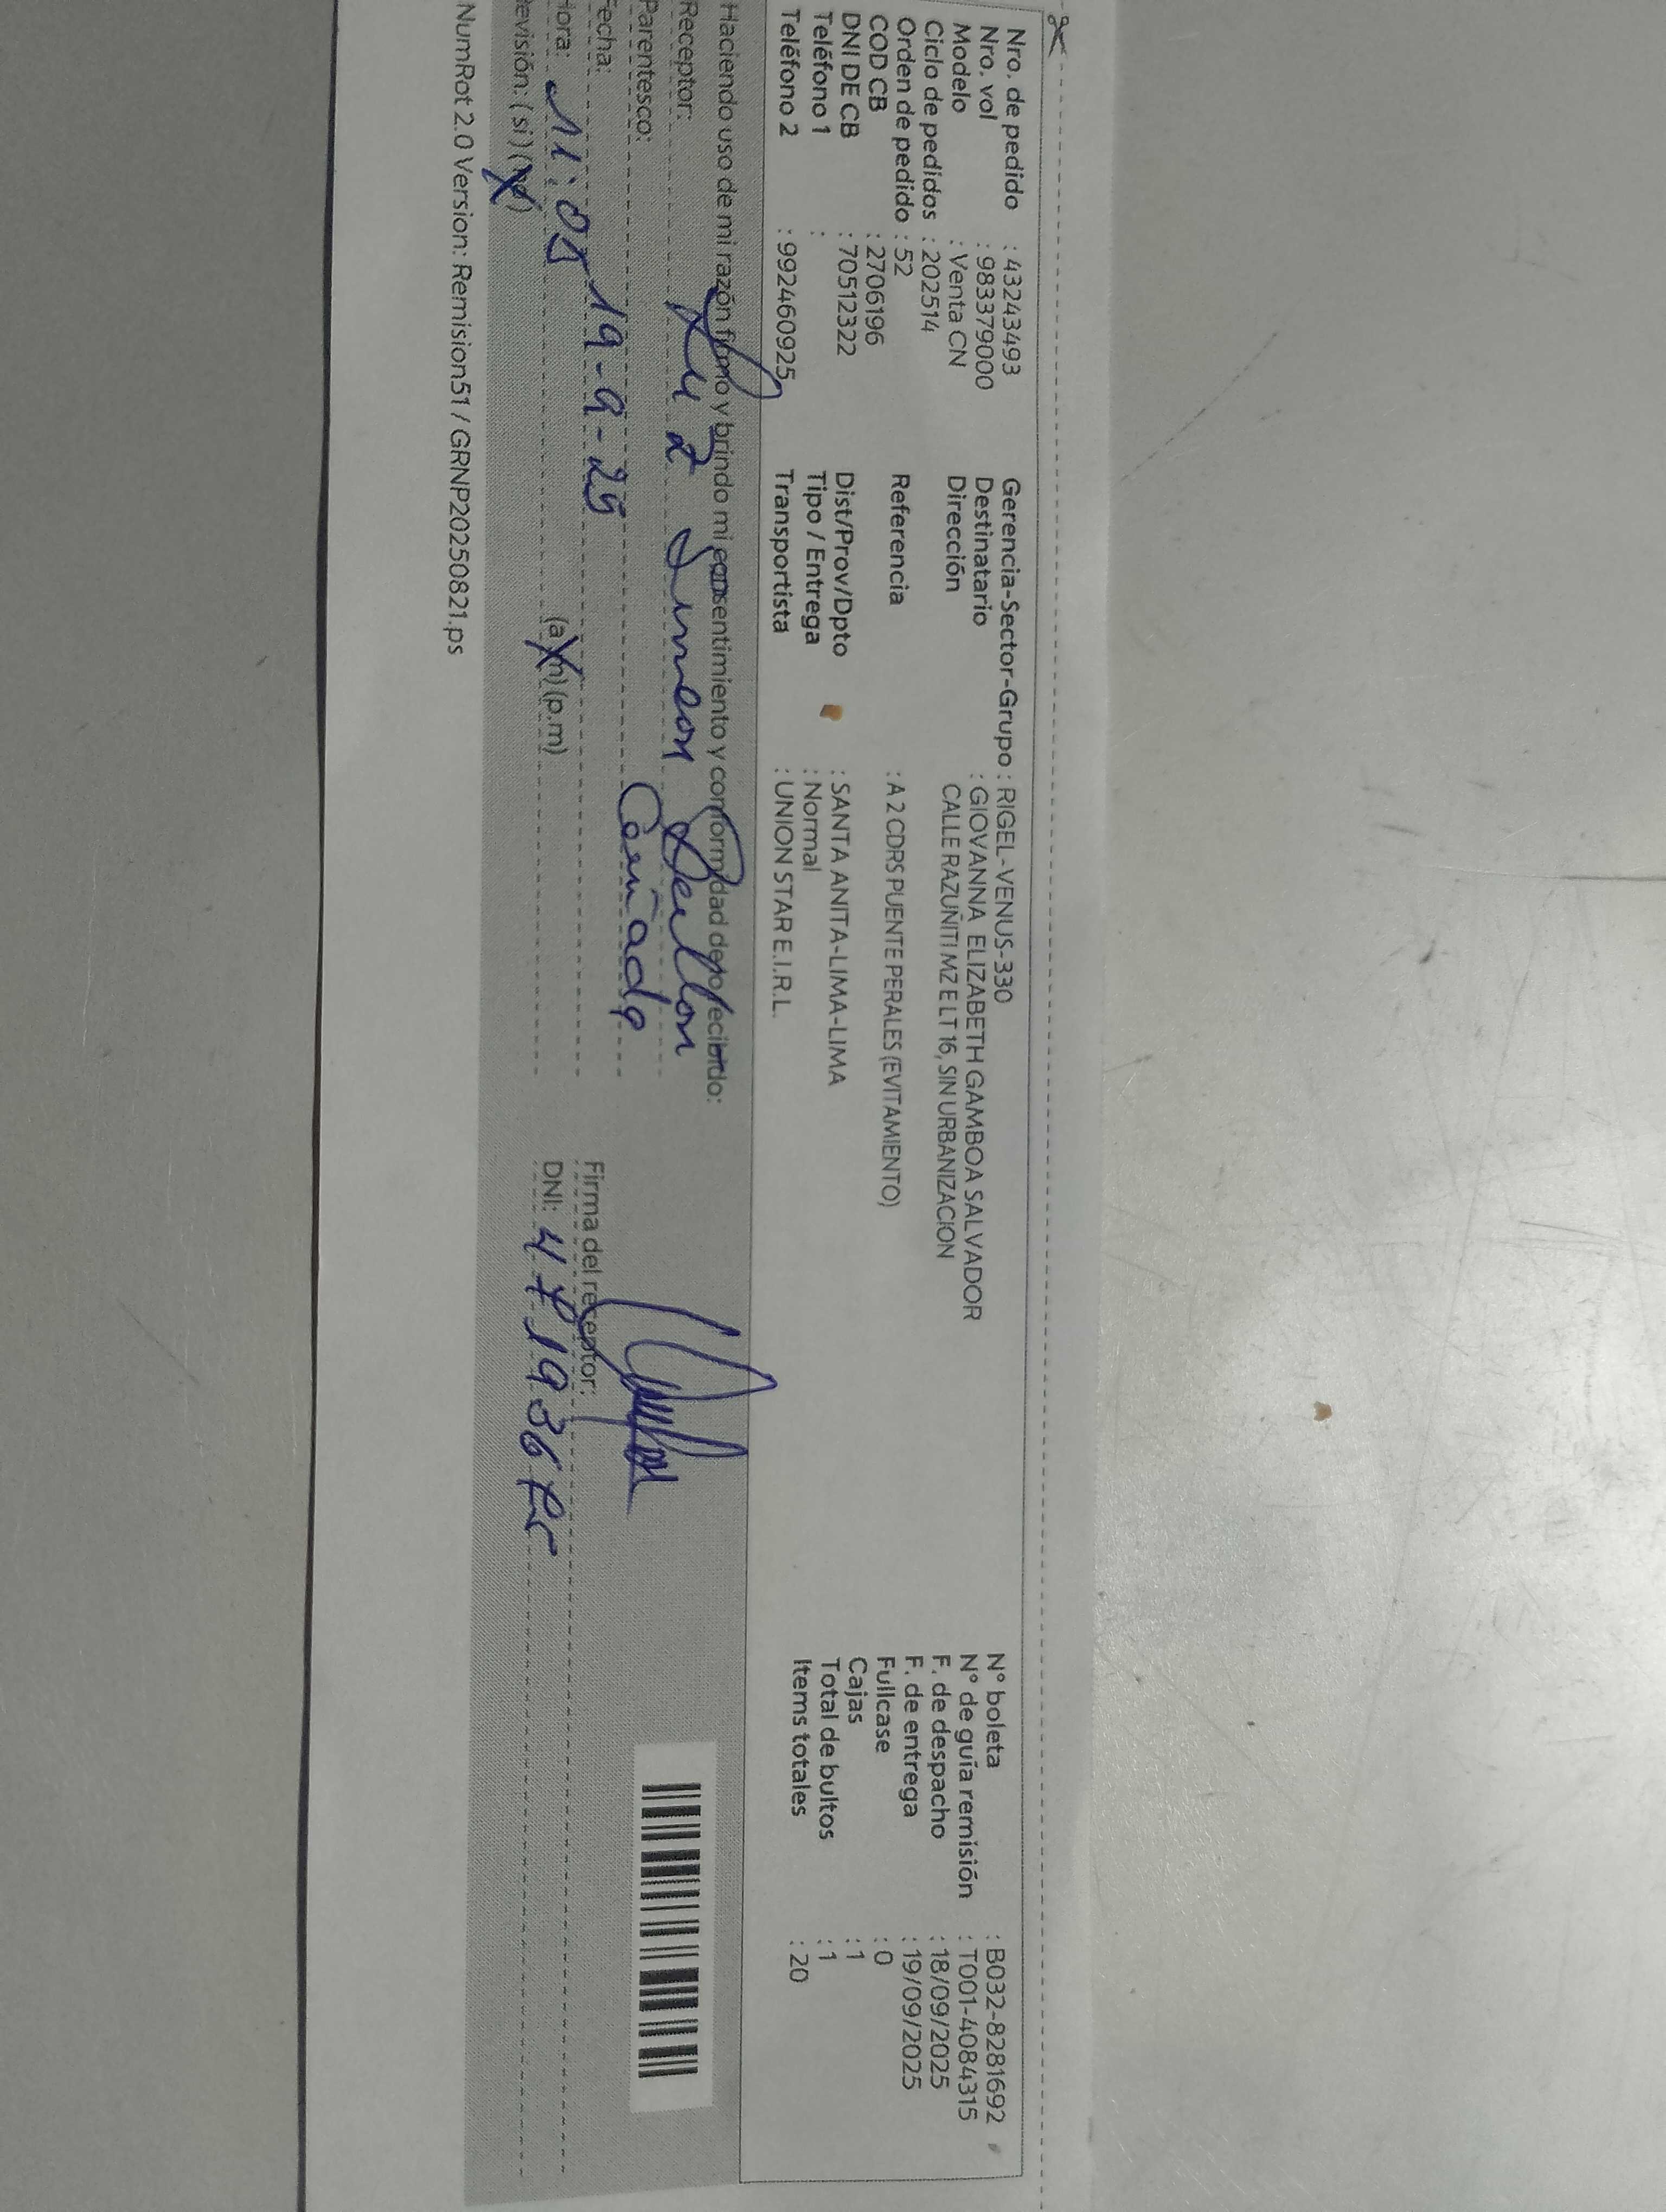 Nro. de pedido : 43243493
Nro. vol : 983379000
Modelo : Venta CN
Ciclo de pedidos : 202514
Orden de pedido : 52
COD CB : 2706196
DNI DE CB : 70512322
Teléfono 1 :
Teléfono 2 : 992460925
Gerencia-Sector-Grupo : RIGEL-VENUS-330
Destinatario : GIOVANNA ELIZABETH GAMBOA SALVADOR
Dirección CALLE RAZUÑITI MZ E LT 16, SIN URBANIZACION
Referencia : A 2 CDRS PUENTE PERALES (EVITAMIENTO)
Dist/Prov/Dpto : SANTA ANITA-LIMA-LIMA
Tipo / Entrega : Normal
Transportista : UNION STAR E.I.R.L.
N° boleta : B032-8281692
N° de guía remisión : T001-4084315
F. de despacho : 18/09/2025
F. de entrega : 19/09/2025
Fullcase : 0
Cajas : 1
Total de bultos : 1
Items totales : 20
Haciendo uso de mi razón firmo y brindo mi consentimiento y conformidad de lo recibido:
Receptor: Luz Simeon
Parentesco: Cuñada
Fecha: 19-9-25
Hora: 11:05 (a.m) (p.m)
Revisión: (si) (no)
Firma del receptor:
DNI:
NumRot 2.0 Version: Remision51 / GRNP20250821.ps